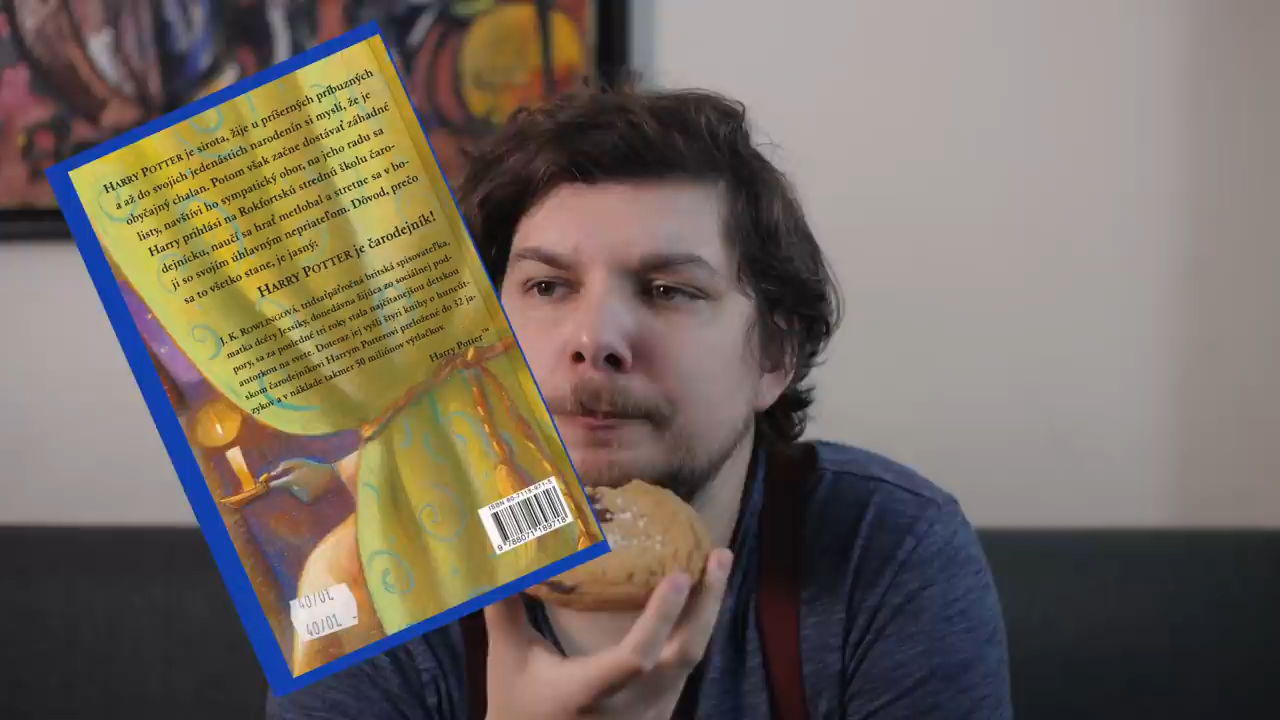 HARRY POTTER je sirota, žije u príšerných príbuzných
a až do svojich jedenástich narodenín si myslí, že je
obyčajný chalan. Potom však začne dostávať záhadné
listy, navštívi ho sympatický obor, na jeho radu sa
Harry prihlási na Rokfortskú strednú školu čaro-
dejnícku, naučí sa hrať metlobal a stretne sa v bo-
ji so svojím úhlavným nepriateľom. Dôvod, prečo
sa to všetko stane, je jasný:
HARRY POTTER je čarodejník!
J. K. ROWLINGOVÁ, tridsaťpäťročná britská spisovateľka,
matka dcéry Jessiky, donedávna žijúca zo sociálnej pod-
pory, sa za posledné tri roky stala najčítanejšou detskou
autorkou na svete. Doteraz jej vyšli štyri knihy o huncút-
skom čarodejníkovi Harrym Potterovi preložené do 32 ja-
zykov a v náklade takmer 50 miliónov výtlačkov.
Harry Potter™
ISBN 80-7118-971-5
9 788071 189718
40/01
40/01 -